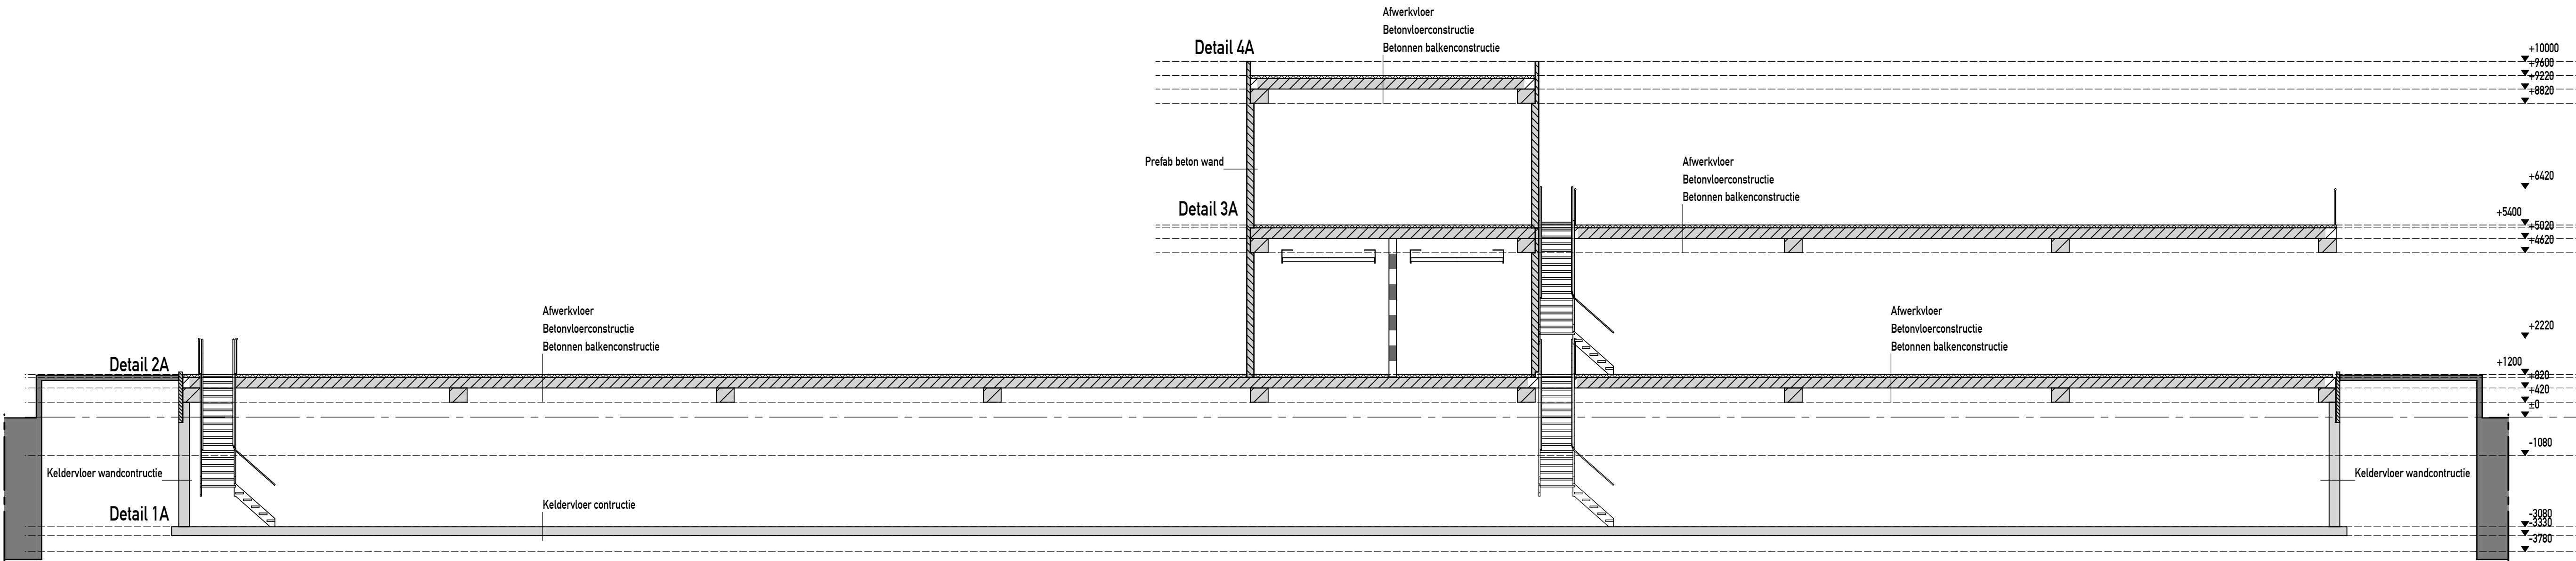 Afwerkvloer
Betonvloerconstructie
Betonnen balkenconstructie
Detail 4A
+10000
+9600
+9220
+8820
Prefab beton wand
Afwerkvloer
Betonvloerconstructie
Betonnen balkenconstructie
+6420
Detail 3A
+5400
+5020
+4620
Afwerkvloer
Betonvloerconstructie
Betonnen balkenconstructie
Afwerkvloer
Betonvloerconstructie
Betonnen balkenconstructie
+2220
Detail 2A
+1200
+820
+420
±0
-1080
Keldervloer wandcontructie
Keldervloer wandcontructie
Detail 1A
Keldervloer contructie
-3080
-3330
-3780